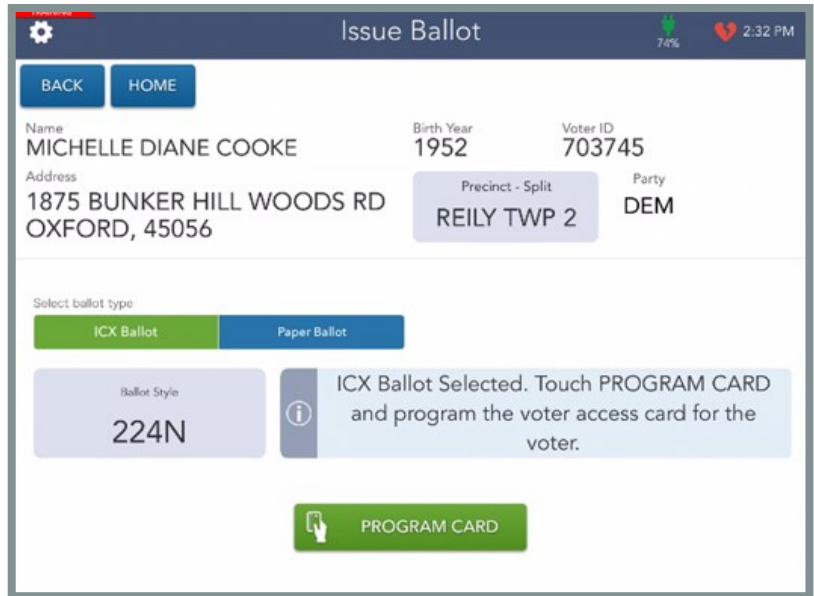 TRAINING
Issue Ballot
74%
2:32 PM
BACK
HOME
Name
MICHELLE DIANE COOKE
Birth Year
1952
Voter ID
703745
Address
1875 BUNKER HILL WOODS RD
OXFORD, 45056
Precinct - Split
REILY TWP 2
Party
DEM
Select ballot type
ICX Ballot
Paper Ballot
Ballot Style
224N
ICX Ballot Selected. Touch PROGRAM CARD
and program the voter access card for the
voter.
PROGRAM CARD